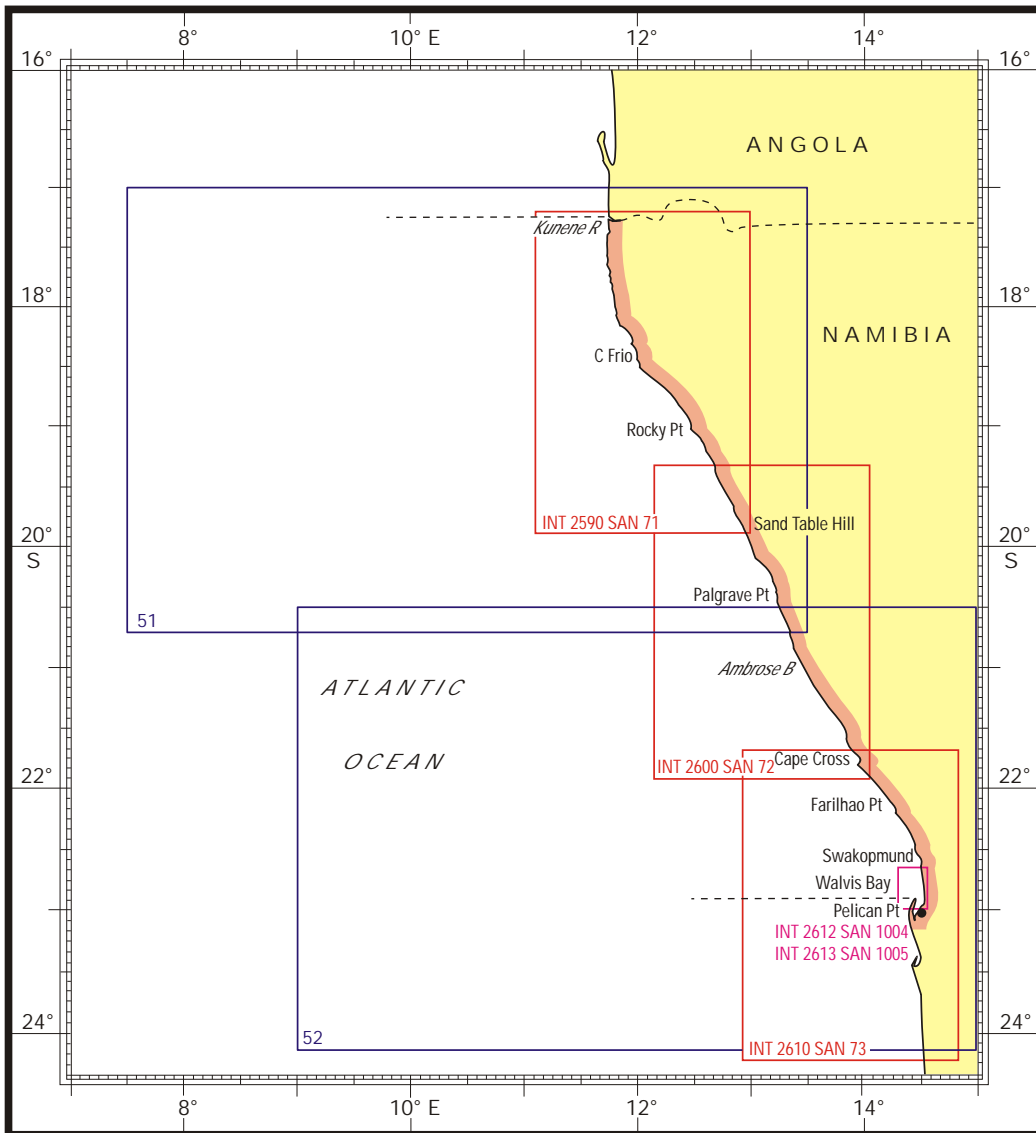 8°
10° E
12°
14°
16°
16°
ANGOLA
Kunene R
18°
18°
NAMIBIA
C Frio
Rocky Pt
INT 2590 SAN 71
Sand Table Hill
20°
S
20°
S
Palgrave Pt
51
Ambrose B
ATLANTIC
OCEAN
Cape Cross
INT 2600 SAN 72
22°
22°
Farilhao Pt
Swakopmund
Walvis Bay
Pelican Pt
INT 2612 SAN 1004
INT 2613 SAN 1005
24°
24°
52
INT 2610 SAN 73
8°
10° E
12°
14°